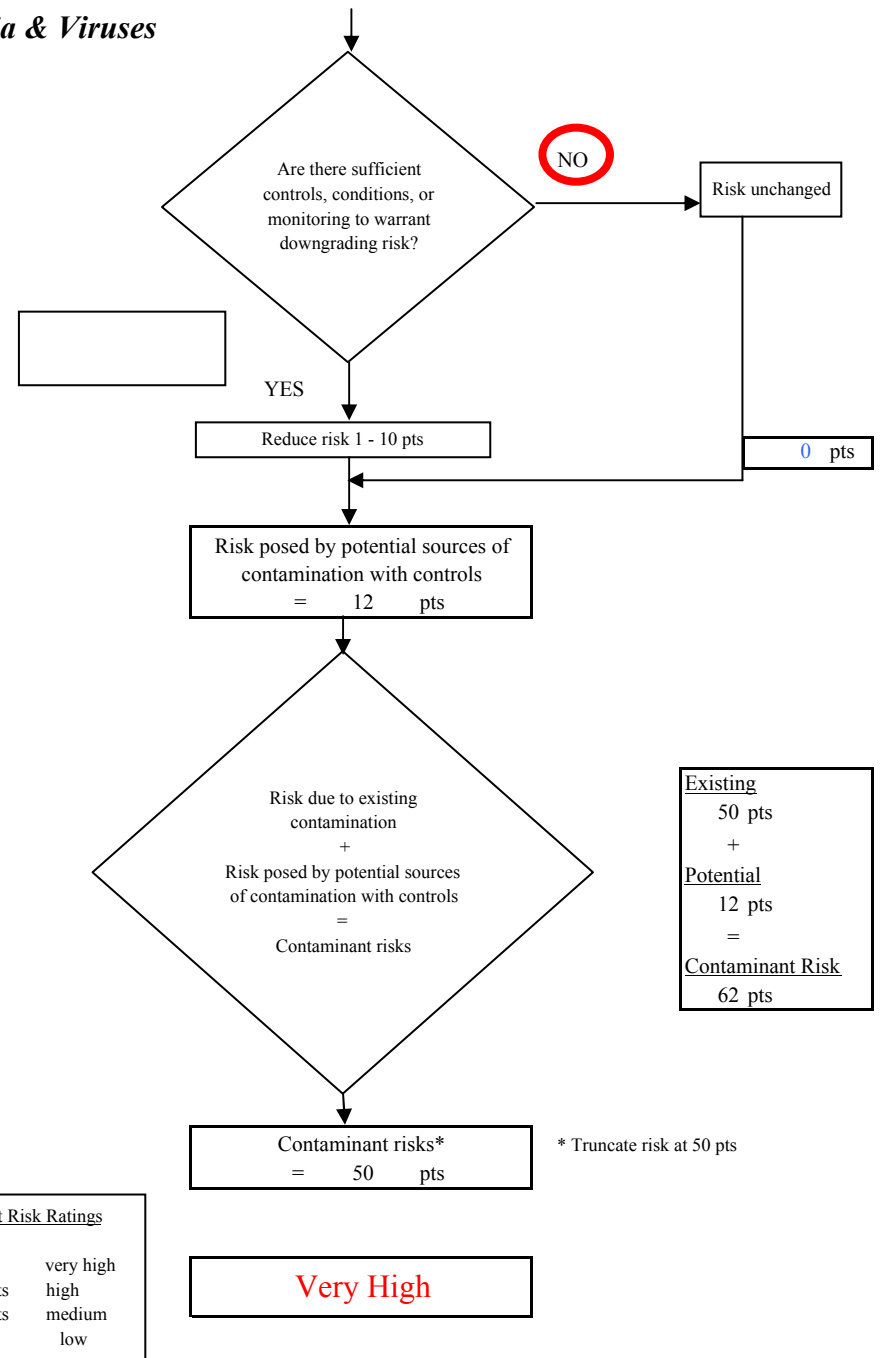 & Viruses
Are there sufficient
controls, conditions, or
monitoring to warrant
downgrading risk?
NO
Risk unchanged
YES
Reduce risk 1 - 10 pts
0 pts
Risk posed by potential sources of
contamination with controls
= 12 pts
Risk due to existing
contamination
+
Risk posed by potential sources
of contamination with controls
=
Contaminant risks
Existing
50 pts
+
Potential
12 pts
=
Contaminant Risk
62 pts
Contaminant risks*
= 50 pts
* Truncate risk at 50 pts
Risk Ratings
very high
high
medium
low
Very High